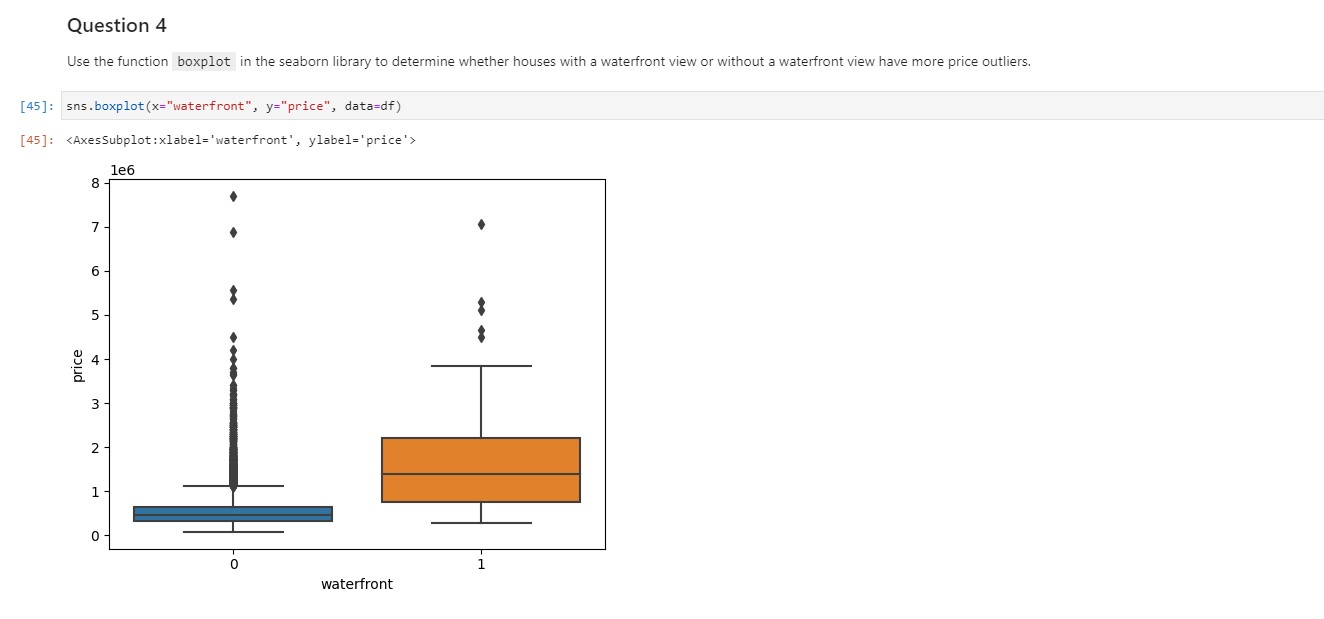 Question 4
Use the function boxplot in the seaborn library to determine whether houses with a waterfront view or without a waterfront view have more price outliers.
[45]: sns.boxplot(x="waterfront", y="price", data=df)
[45]: <AxesSubplot:xlabel='waterfront', ylabel='price'>
1e6
8
7
6
5
4
3
2
1
0
price
0 1
waterfront